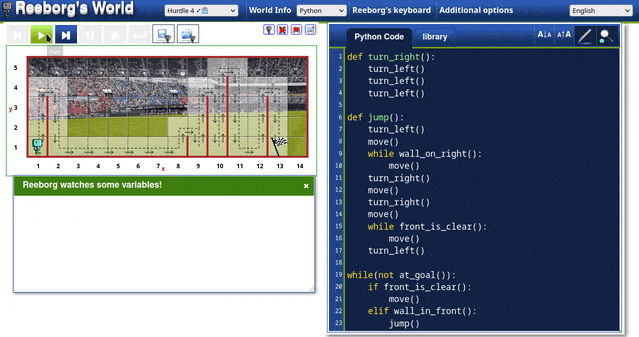 Reeborg's World
Hurdle 4 ✓
World Info
Python
Reeborg's keyboard
Additional options
English
Run
Python Code
library
A↓A
A↑A
5
4
y 3
2
1
1 2 3 4 5 6 7 x 8 9 10 11 12 13 14
Reeborg watches some variables! ×
1 def turn_right():
2 turn_left()
3 turn_left()
4 turn_left()
5
6 def jump():
7 turn_left()
8 move()
9 while wall_on_right():
10 move()
11 turn_right()
12 move()
13 turn_right()
14 move()
15 while front_is_clear():
16 move()
17 turn_left()
18
19 while(not at_goal()):
20 if front_is_clear():
21 move()
22 elif wall_in_front():
23 jump()